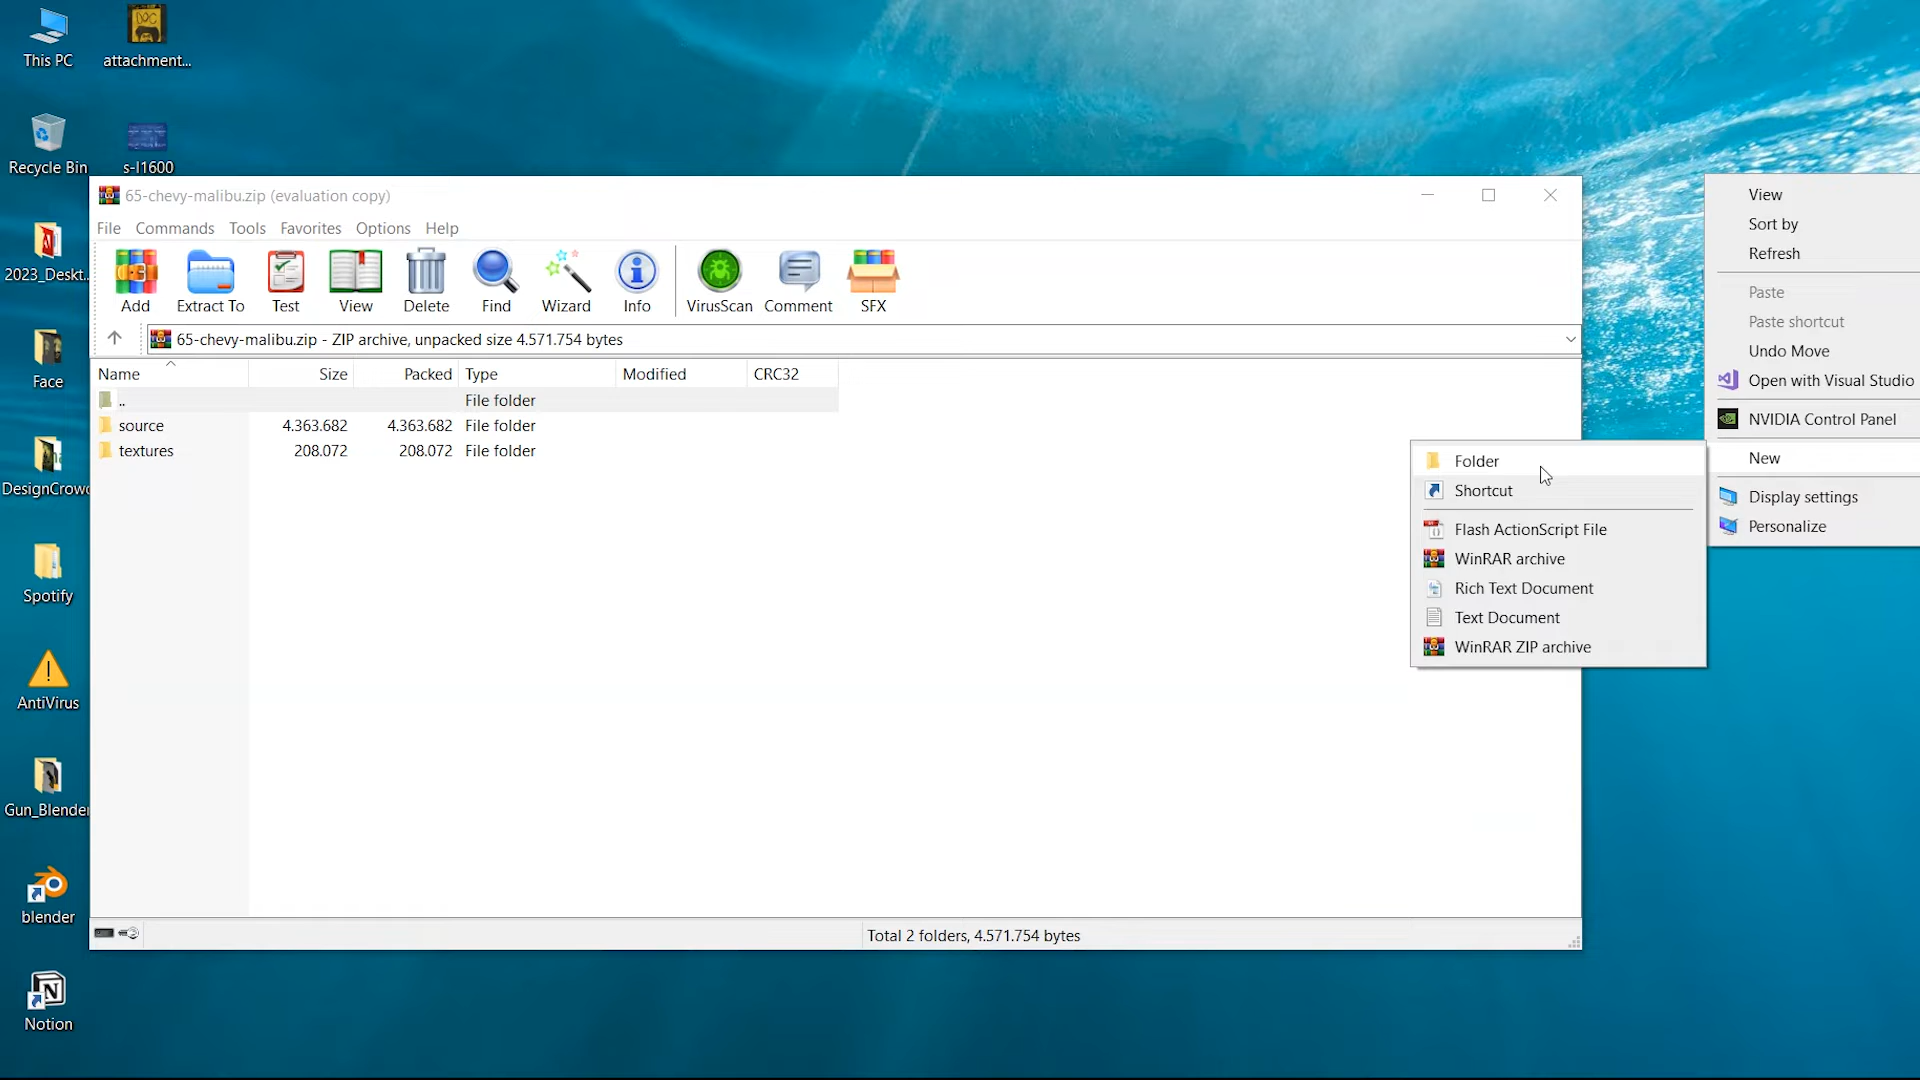 This PC
attachment...
Recycle Bin
s-l1600
2023_Deskt...
Face
DesignCrowd
Spotify
AntiVirus
Gun_Blender
blender
Notion
65-chevy-malibu.zip (evaluation copy)
File Commands Tools Favorites Options Help
Add Extract To Test View Delete Find Wizard Info VirusScan Comment SFX
65-chevy-malibu.zip - ZIP archive, unpacked size 4.571.754 bytes
Name Size Packed Type Modified CRC32
.. File folder
source 4.363.682 4.363.682 File folder
textures 208.072 208.072 File folder
Total 2 folders, 4.571.754 bytes
Folder
Shortcut
Flash ActionScript File
WinRAR archive
Rich Text Document
Text Document
WinRAR ZIP archive
View
Sort by
Refresh
Paste
Paste shortcut
Undo Move
Open with Visual Studio
NVIDIA Control Panel
New
Display settings
Personalize